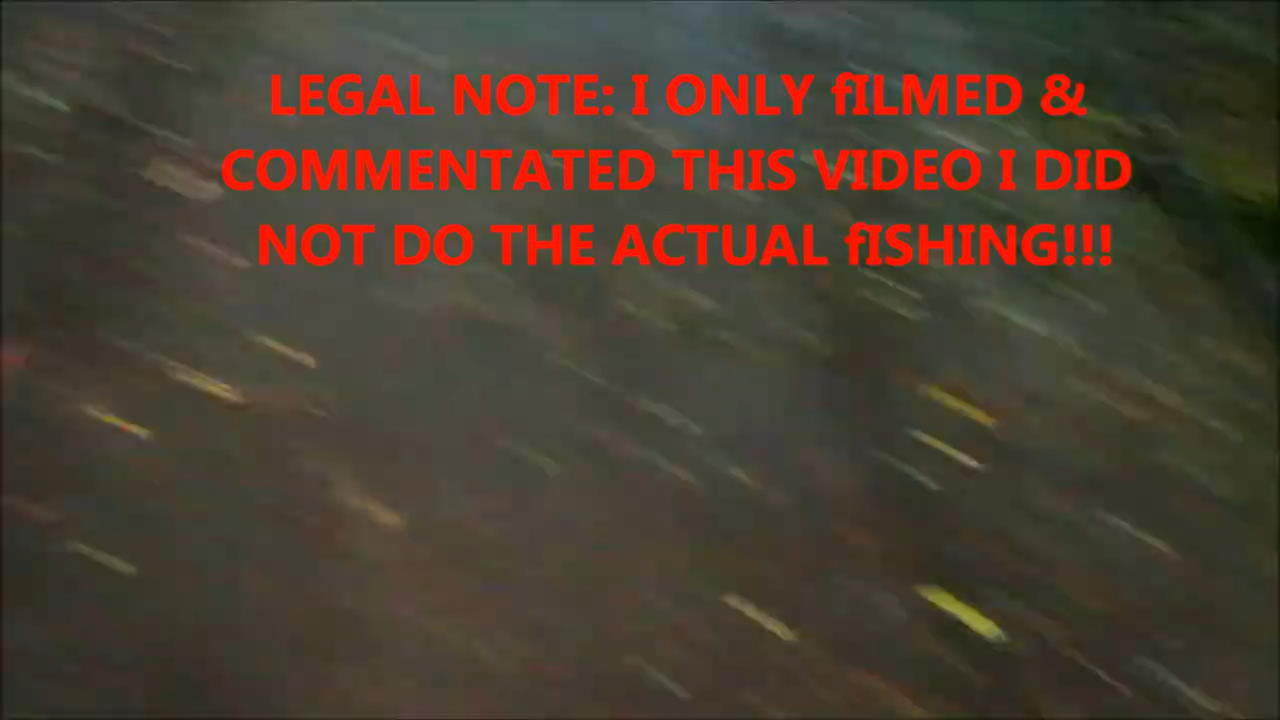 LEGAL NOTE: I ONLY fILMED &
COMMENTATED THIS VIDEO I DID
NOT DO THE ACTUAL fISHING!!!